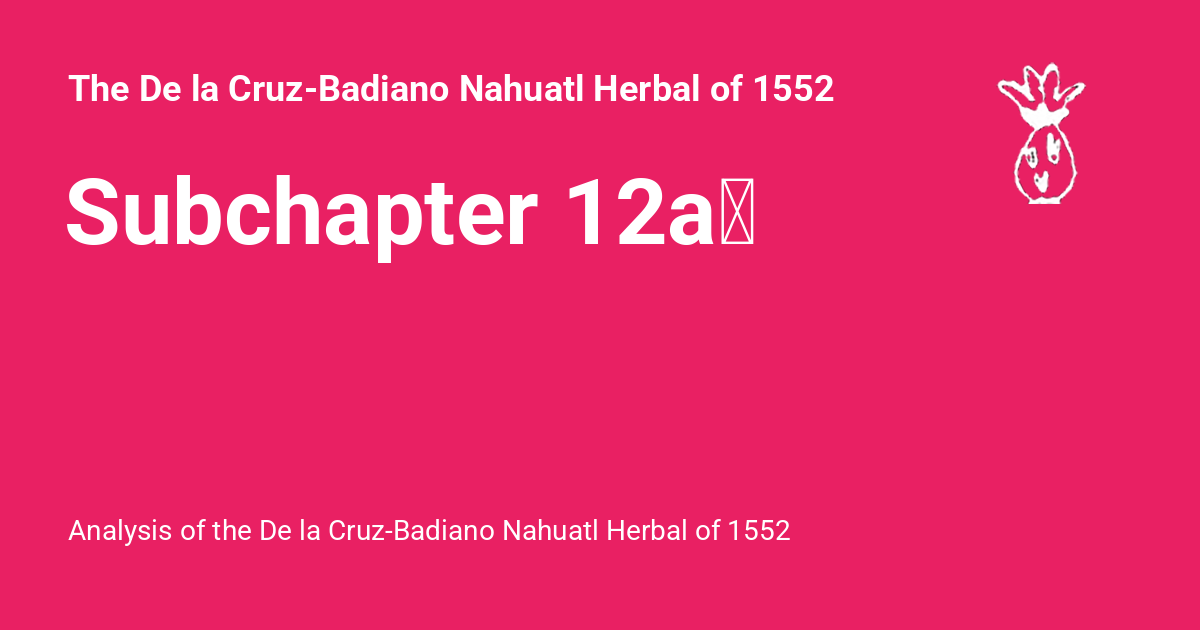 The De la Cruz-Badiano Nahuatl Herbal of 1552
Subchapter 12a
Analysis of the De la Cruz-Badiano Nahuatl Herbal of 1552